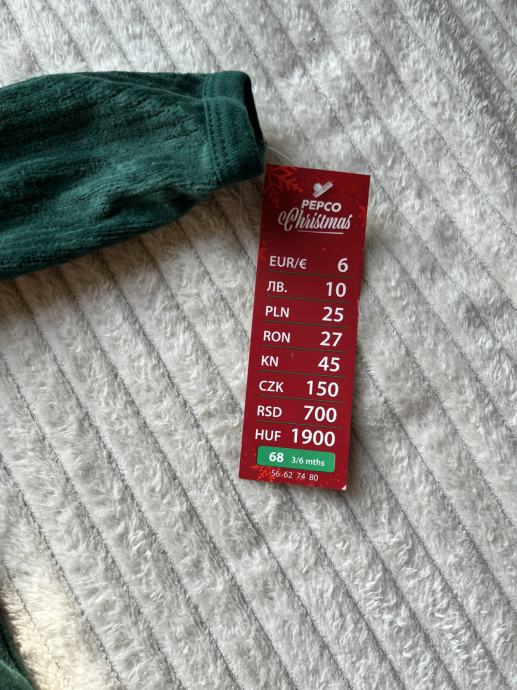 PEPCO
Christmas
EUR/€ 6
ЛВ. 10
PLN 25
RON 27
KN 45
CZK 150
RSD 700
HUF 1900
68 3/6 mths
56 62 74 80